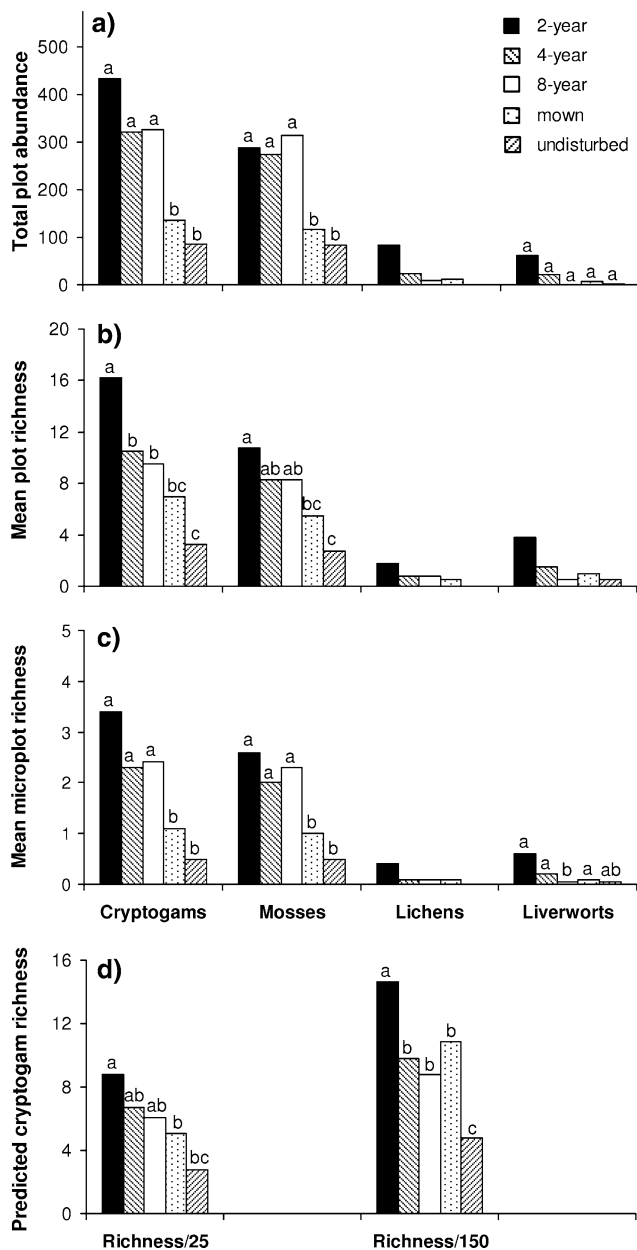 a)
2-year
4-year
8-year
mown
undisturbed
Total plot abundance
500
400
300
200
100
0
a a a b b
a a a b b
a a a a a
b)
Mean plot richness
20
16
12
8
4
0
a b b bc c
a ab ab bc c
c)
Mean microplot richness
5
4
3
2
1
0
a a a b b
a a a b b
a a b a ab
Cryptogams Mosses Lichens Liverworts
d)
Predicted cryptogam richness
16
12
8
4
0
a ab ab b bc
a b b b c
Richness/25 Richness/150